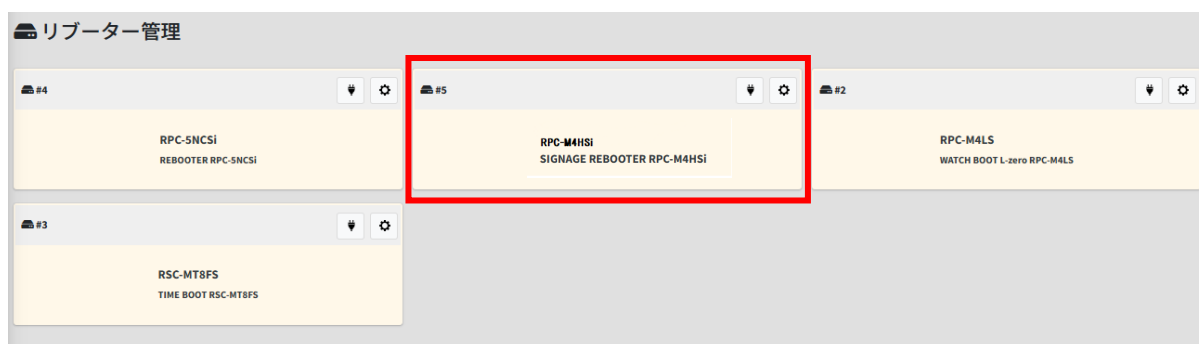 リブーター管理
#4
RPC-5NCSi
REBOOTER RPC-5NCSi
#5
RPC-M4HSi
SIGNAGE REBOOTER RPC-M4HSi
#2
RPC-M4LS
WATCH BOOT L-zero RPC-M4LS
#3
RSC-MT8FS
TIME BOOT RSC-MT8FS